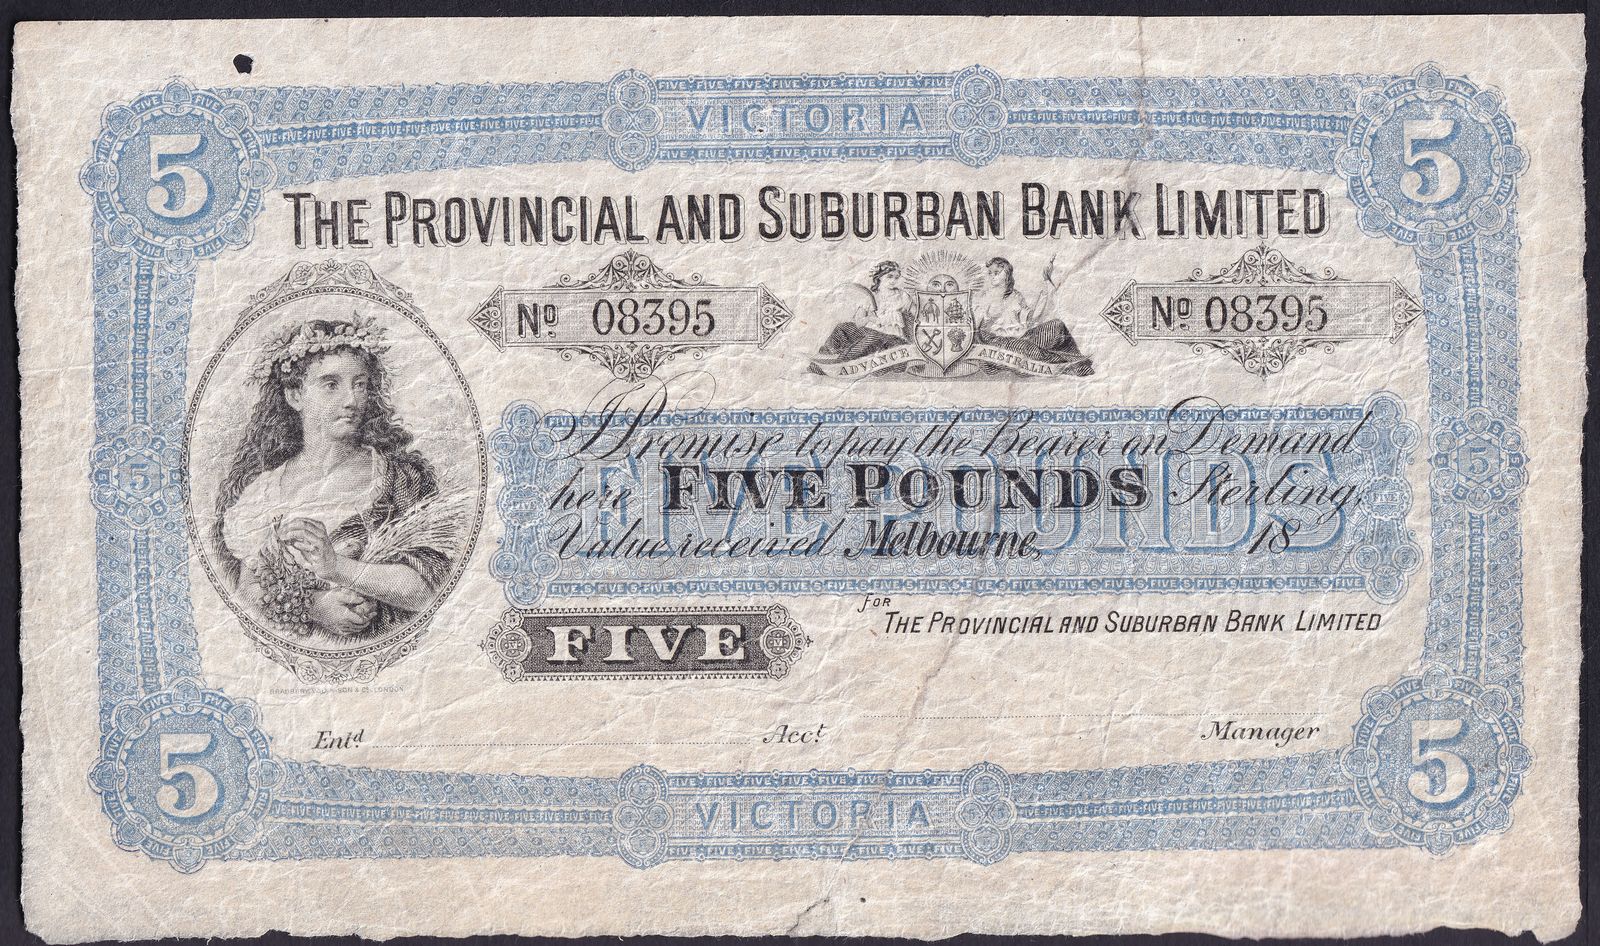 VICTORIA
5 5
THE PROVINCIAL AND SUBURBAN BANK LIMITED
No 08395 No 08395
ADVANCE AUSTRALIA
I Promise to pay the Bearer on Demand
here FIVE POUNDS Sterling,
Value received Melbourne, 18
FIVE POUNDS
for
THE PROVINCIAL AND SUBURBAN BANK LIMITED
FIVE
Entd. Acct. Manager
5 5
VICTORIA